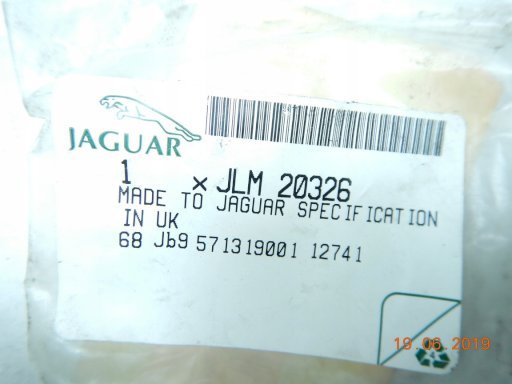 JAGUAR
1 x JLM 20326
MADE TO JAGUAR SPECIFICATION
IN UK
68 Jb9 571319001 12741
19.06.2019